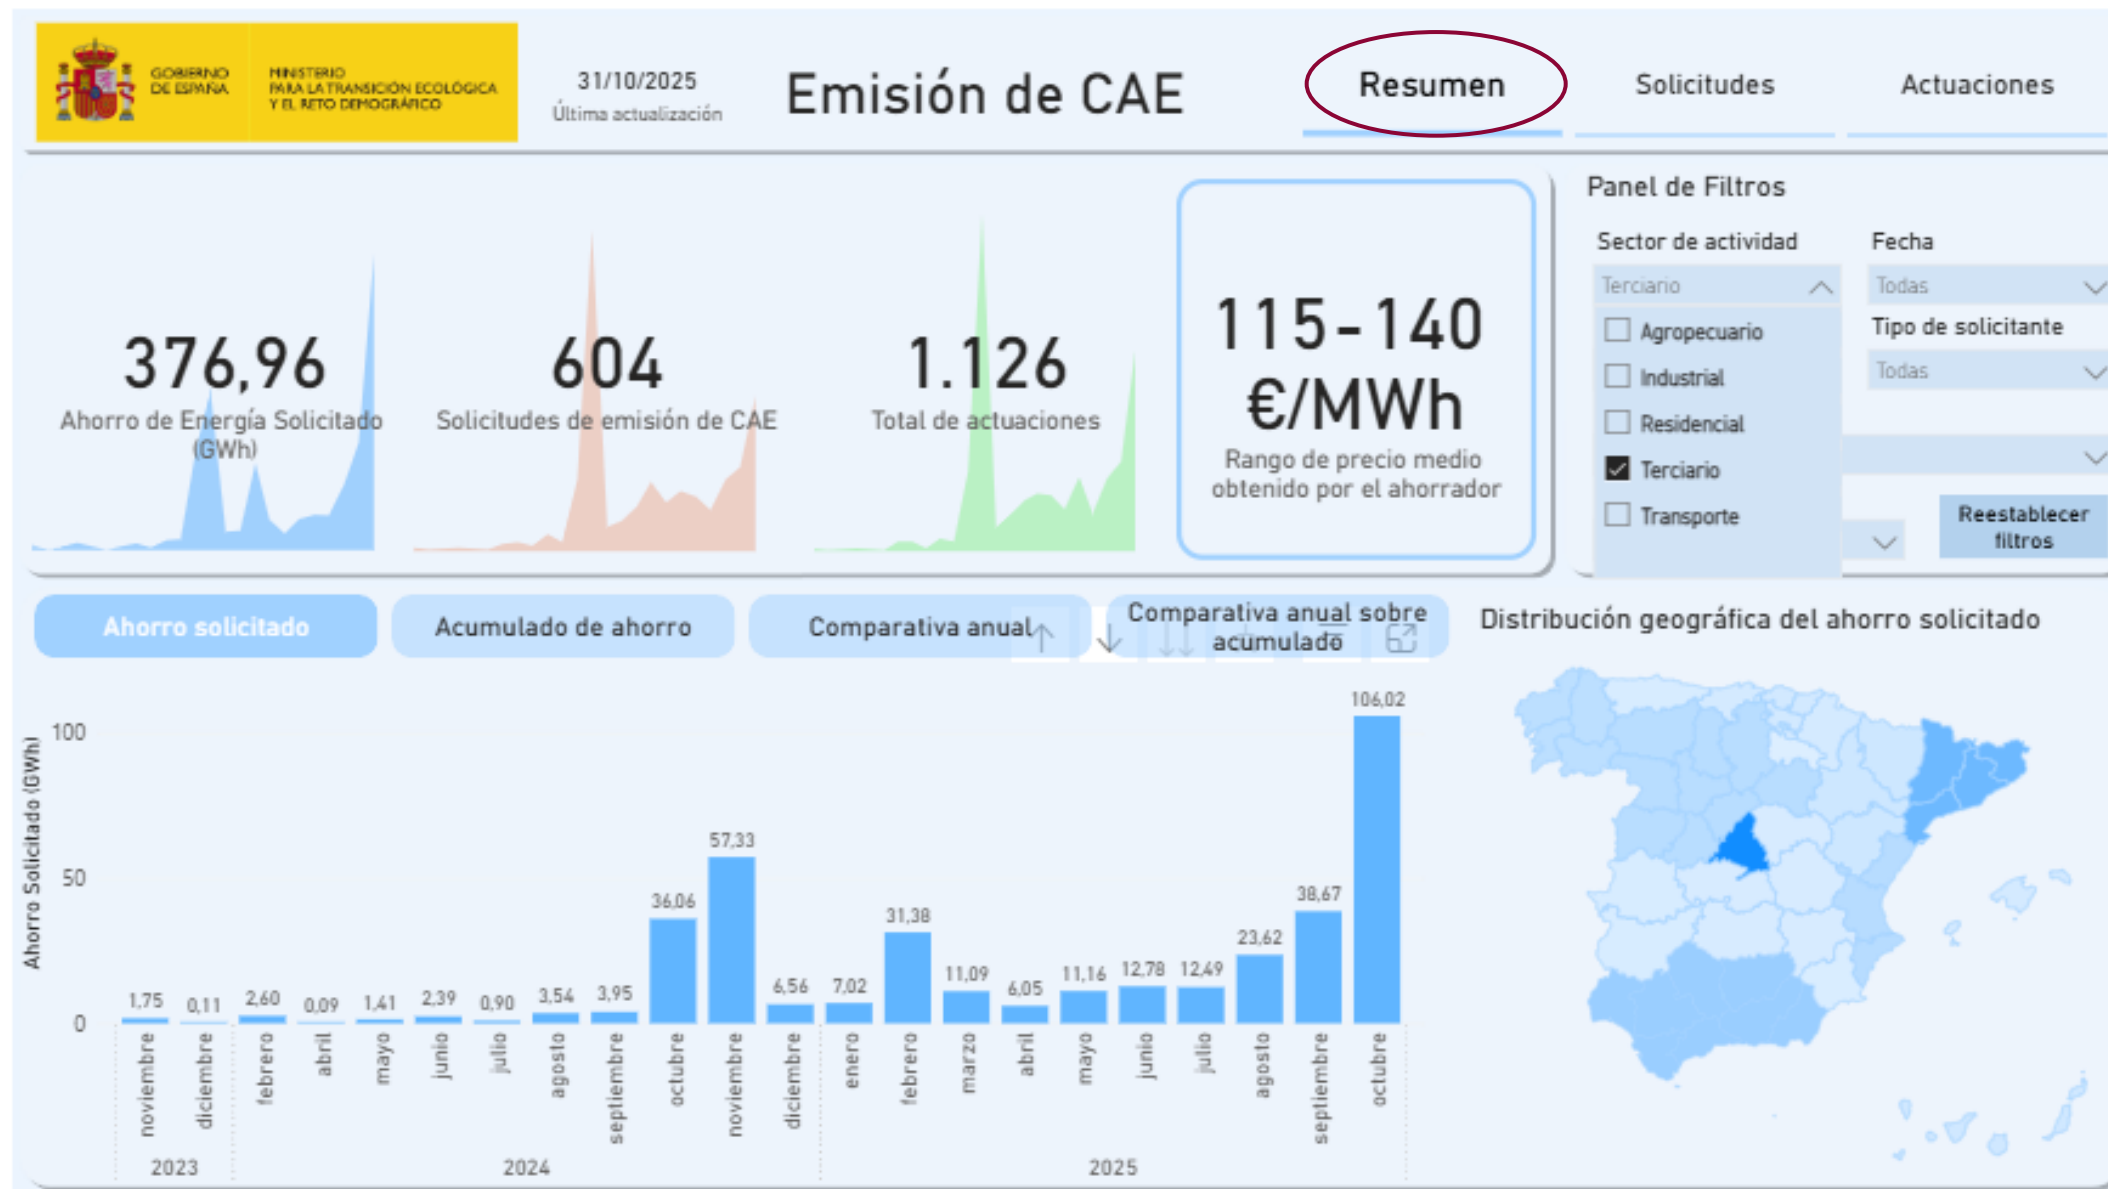 GOBIERNO
DE ESPAÑA
MINISTERIO
PARA LA TRANSICIÓN ECOLÓGICA
Y EL RETO DEMOGRÁFICO
31/10/2025
Última actualización
Emisión de CAE
Resumen
Solicitudes
Actuaciones
376,96
Ahorro de Energía Solicitado
(GWh)
604
Solicitudes de emisión de CAE
1.126
Total de actuaciones
115-140
€/MWh
Rango de precio medio
obtenido por el ahorrador
Panel de Filtros
Sector de actividad
Terciario
Agropecuario
Industrial
Residencial
Terciario
Transporte
Fecha
Todas
Tipo de solicitante
Todas
Reestablecer
filtros
Ahorro solicitado
Acumulado de ahorro
Comparativa anual
Comparativa anual sobre
acumulado
Distribución geográfica del ahorro solicitado
Ahorro Solicitado (GWh)
100
50
0
1,75
0,11
2,60
0,09
1,41
2,39
0,90
3,54
3,95
36,06
57,33
6,56
7,02
31,38
11,09
6,05
11,16
12,78
12,49
23,62
38,67
106,02
noviembre
diciembre
febrero
abril
mayo
junio
julio
agosto
septiembre
octubre
noviembre
diciembre
enero
febrero
marzo
abril
mayo
junio
julio
agosto
septiembre
octubre
2023
2024
2025